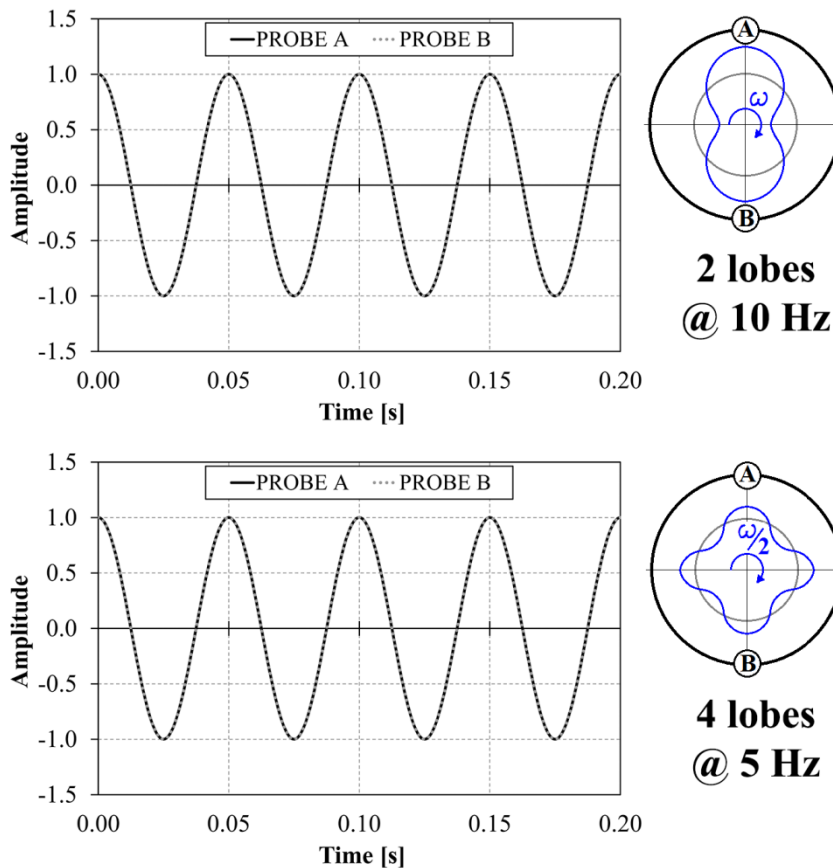 PROBE A PROBE B
1.5
1.0
0.5
0.0
-0.5
-1.0
-1.5
Amplitude
0.00 0.05 0.10 0.15 0.20
Time [s]
A
ω
B
2 lobes
@ 10 Hz
PROBE A PROBE B
1.5
1.0
0.5
0.0
-0.5
-1.0
-1.5
Amplitude
0.00 0.05 0.10 0.15 0.20
Time [s]
A
ω/2
B
4 lobes
@ 5 Hz